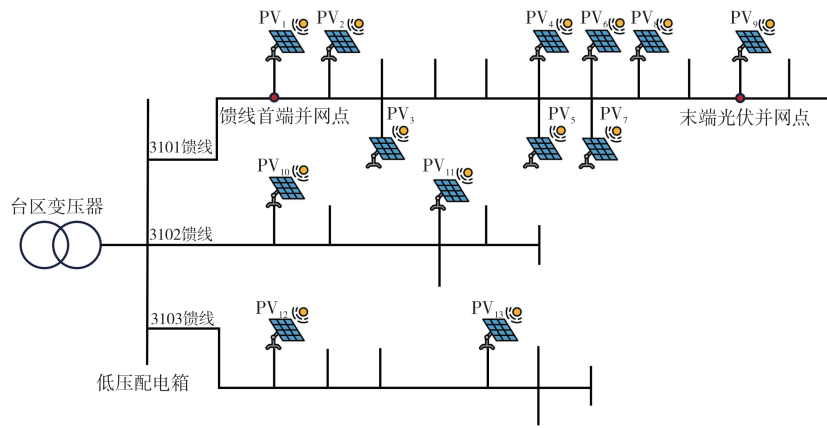 PV₁
PV₂
PV₄
PV₆
PV₈
PV₉
馈线首端并网点
PV₃
PV₅
PV₇
末端光伏并网点
3101馈线
PV₁₀
PV₁₁
台区变压器
3102馈线
3103馈线
PV₁₂
PV₁₃
低压配电箱